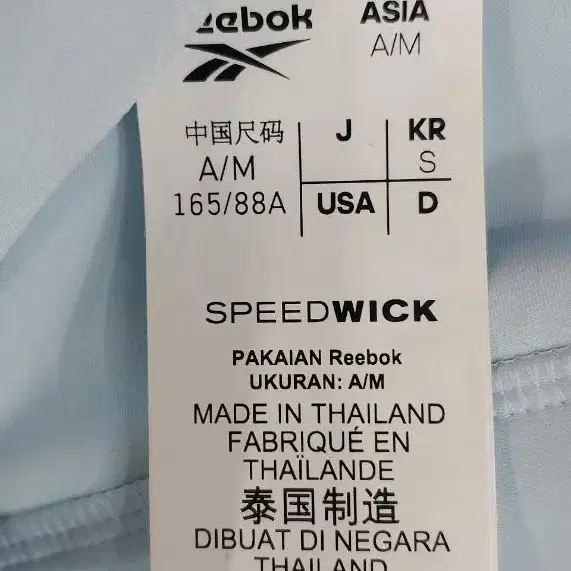 Reebok
ASIA
A/M
中国尺码
A/M
165/88A
J
KR
S
USA
D
SPEEDWICK
PAKAIAN Reebok
UKURAN: A/M
MADE IN THAILAND
FABRIQUÉ EN
THAÏLANDE
泰国制造
DIBUAT DI NEGARA
THAILAND